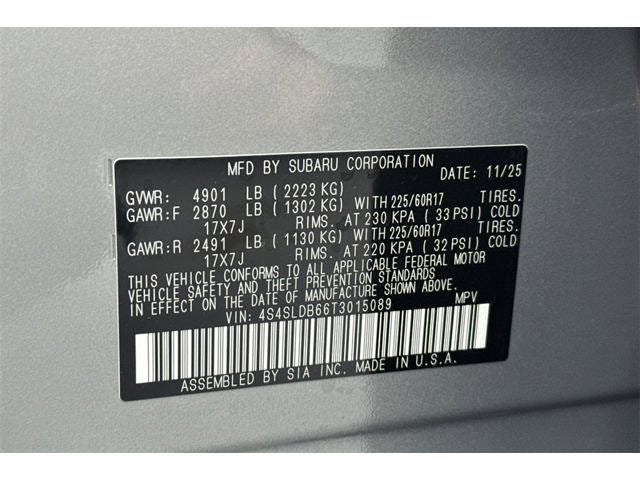 MFD BY SUBARU CORPORATION DATE: 11/25
GVWR: 4901 LB (2223 KG)
GAWR:F 2870 LB (1302 KG) WITH 225/60R17 TIRES.
17X7J RIMS. AT 230 KPA (33 PSI) COLD
GAWR:R 2491 LB (1130 KG) WITH 225/60R17 TIRES.
17X7J RIMS. AT 220 KPA (32 PSI) COLD
THIS VEHICLE CONFORMS TO ALL APPLICABLE FEDERAL MOTOR
VEHICLE SAFETY AND THEFT PREVENTION STANDARDS
IN EFFECT ON THE DATE OF MANUFACTURE SHOWN ABOVE.
VIN: 4S4SLDB66T3015089 MPV
ASSEMBLED BY SIA INC. MADE IN U.S.A.